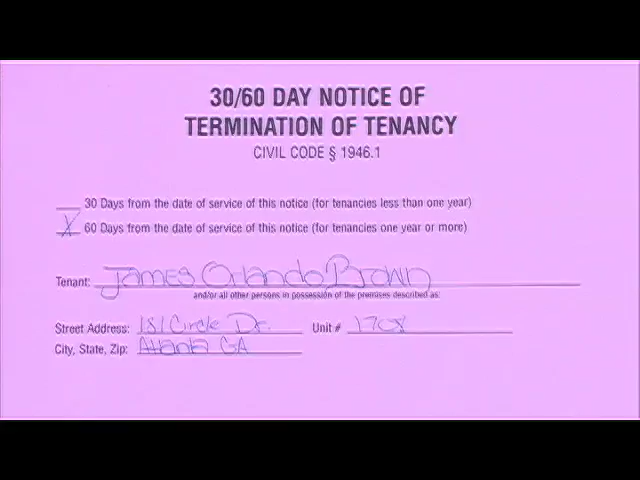 30/60 DAY NOTICE OF
TERMINATION OF TENANCY
CIVIL CODE § 1946.1
___ 30 Days from the date of service of this notice (for tenancies less than one year)
X 60 Days from the date of service of this notice (for tenancies one year or more)
Tenant: James Orlando Brown
and/or all other persons in possession of the premises described as:
Street Address: 181 Circle Dr. Unit # 1708
City, State, Zip: Atlanta GA